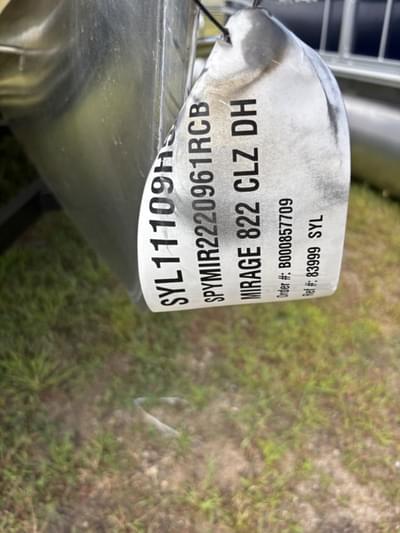 SYL11109H
SPYMIR2220961RCB
MIRAGE 822 CLZ DH
Order #: B000857709
Ref #: 83999 SYL